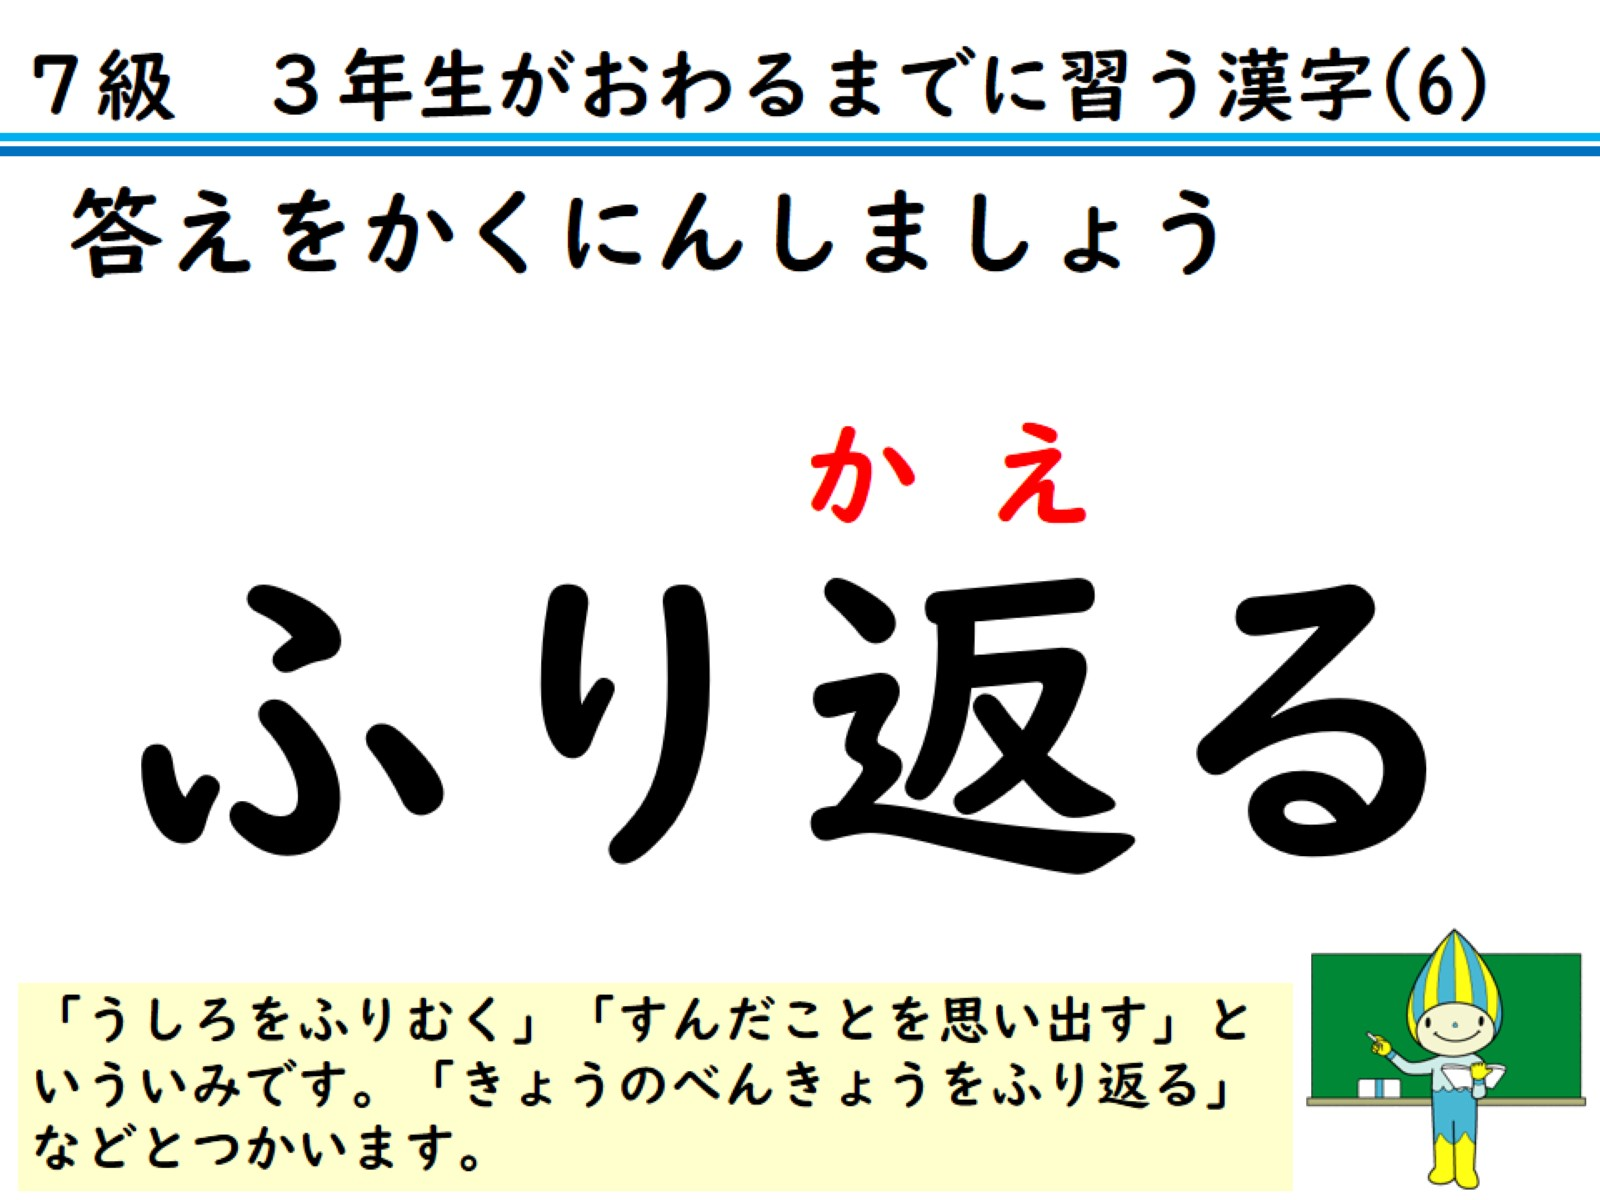 ７級　３年生がおわるまでに習う漢字(6)
答えをかくにんしましょう
かえ
ふり返る
「うしろをふりむく」「すんだことを思い出す」と
いういみです。「きょうのべんきょうをふり返る」
などとつかいます。